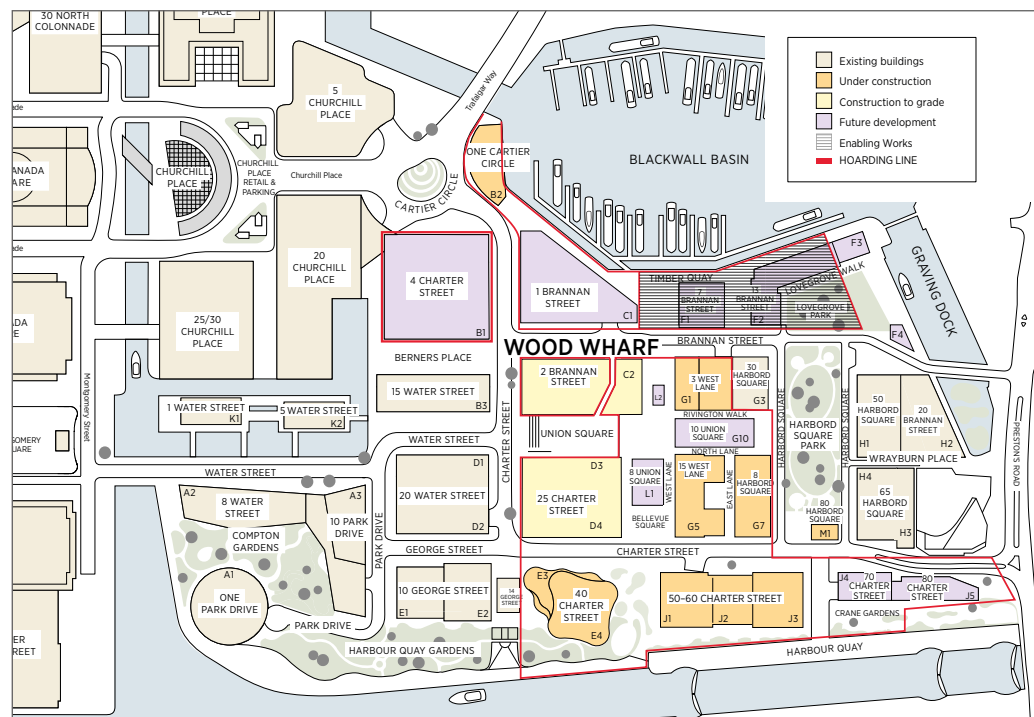 30 NORTH
COLONNADE
PLACE
5
CHURCHILL
PLACE
Trafalgar Way
Existing buildings
Under construction
Construction to grade
Future development
Enabling Works
HOARDING LINE
ANADA
ARE
CHURCHILL
PLACE
CHURCHILL
PLACE
RETAIL &
PARKING
Churchill Place
CARTIER CIRCLE
ONE CARTIER
CIRCLE
B2
BLACKWALL BASIN
20
CHURCHILL
PLACE
4 CHARTER
STREET
B1
1 BRANNAN
STREET
C1
TIMBER QUAY
7
BRANNAN
STREET
F1
13
BRANNAN
STREET
F2
F3
LOVEGROVE WALK
LOVEGROVE
PARK
F4
GRAVING DOCK
25/30
CHURCHILL
PLACE
BERNERS PLACE
WOOD WHARF
BRANNAN STREET
Montgomery Street
15 WATER STREET
B3
2 BRANNAN
STREET
C2
L2
3 WEST
LANE
G1
30
HARBORD
SQUARE
G3
1 WATER STREET
K1
5 WATER STREET
K2
CHARTER STREET
UNION SQUARE
RIVINGTON WALK
10 UNION
SQUARE
G10
NORTH LANE
HARBORD SQUARE
HARBORD
SQUARE
PARK
HARBORD SQUARE
50
HARBORD
SQUARE
H1
20
BRANNAN
STREET
H2
WRAYBURN PLACE
PRESTON'S ROAD
WATER STREET
WATER STREET
D1
20 WATER STREET
D2
D3
25 CHARTER
STREET
D4
8 UNION
SQUARE
L1
WEST LANE
BELLEVUE
SQUARE
15 WEST
LANE
G5
EAST LANE
8
HARBORD
SQUARE
G7
80
HARBORD
SQUARE
M1
H4
65
HARBORD
SQUARE
H3
A2
8 WATER
STREET
A3
10 PARK
DRIVE
PARK DRIVE
COMPTON
GARDENS
A1
ONE
PARK DRIVE
PARK DRIVE
GEORGE STREET
CHARTER STREET
10 GEORGE STREET
E1
E2
14
GEORGE
STREET
E3
40
CHARTER
STREET
E4
50–60 CHARTER STREET
J1
J2
J3
J4
70
CHARTER
STREET
80
CHARTER
STREET
J5
CRANE GARDENS
HARBOUR QUAY GARDENS
HARBOUR QUAY